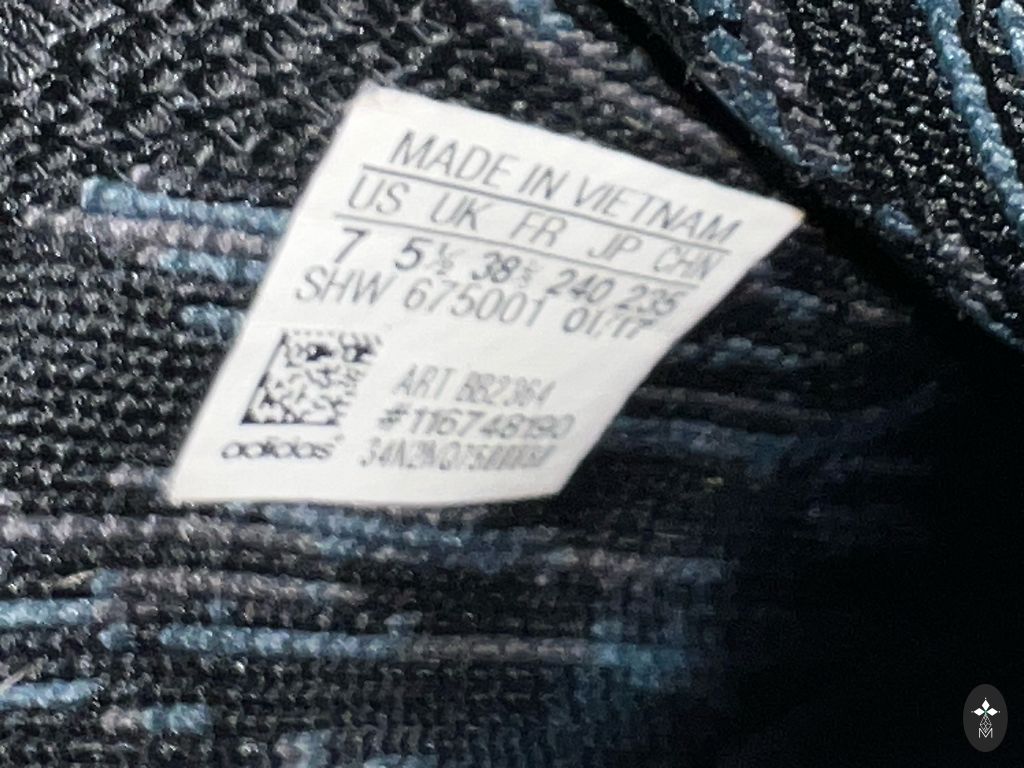 MADE IN VIETNAM
US UK FR JP CHN
7 5½ 38⅔ 240 235
SHW 675001 01/17
ART BB2364
#116748190
adidas
M